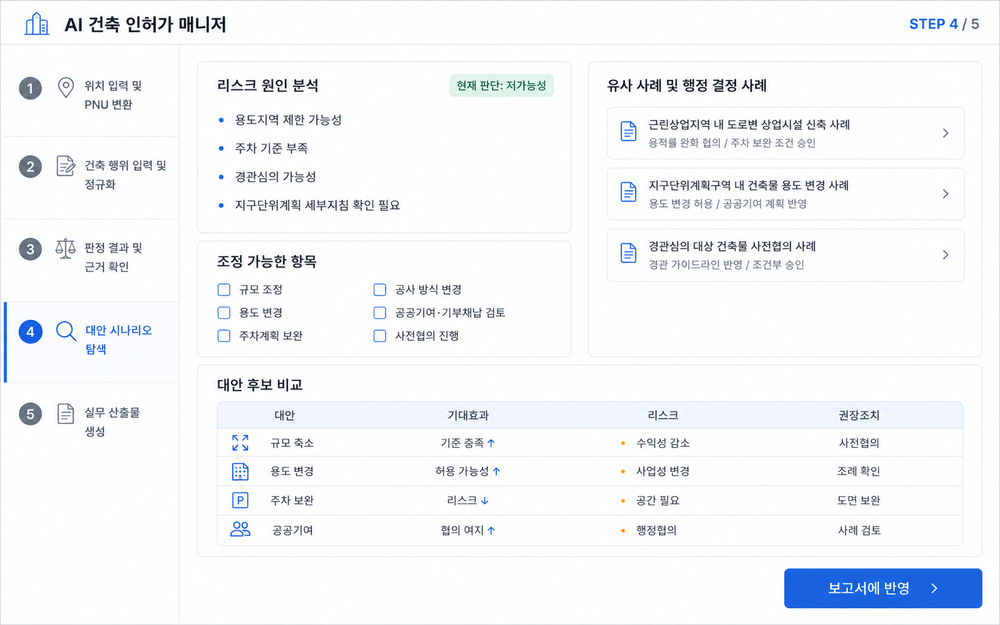 AI 건축 인허가 매니저
STEP 4 / 5
1
위치 입력 및
PNU 변환
2
건축 행위 입력 및
정규화
3
판정 결과 및
근거 확인
4
대안 시나리오
탐색
5
실무 산출물
생성
리스크 원인 분석
현재 판단: 저가능성
• 용도지역 제한 가능성
• 주차 기준 부족
• 경관심의 가능성
• 지구단위계획 세부지침 확인 필요
조정 가능한 항목
규모 조정
공사 방식 변경
용도 변경
공공기여·기부채납 검토
주차계획 보완
사전협의 진행
유사 사례 및 행정 결정 사례
근린상업지역 내 도로변 상업시설 신축 사례
용적률 완화 협의 / 주차 보완 조건 승인
지구단위계획구역 내 건축물 용도 변경 사례
용도 변경 허용 / 공공기여 계획 반영
경관심의 대상 건축물 사전협의 사례
경관 가이드라인 반영 / 조건부 숭인
대안 후보 비교
대안 기대효과 리스크 권장조치
규모 축소 기준 충족 ↑ • 수익성 감소 사전협의
용도 변경 허용 가능성 ↑ • 사업성 변경 조례 확인
P 주차 보완 리스크 ↓ • 공간 필요 도면 보완
공공기여 협의 여지 ↑ • 행정협의 사례 검토
보고서에 반영